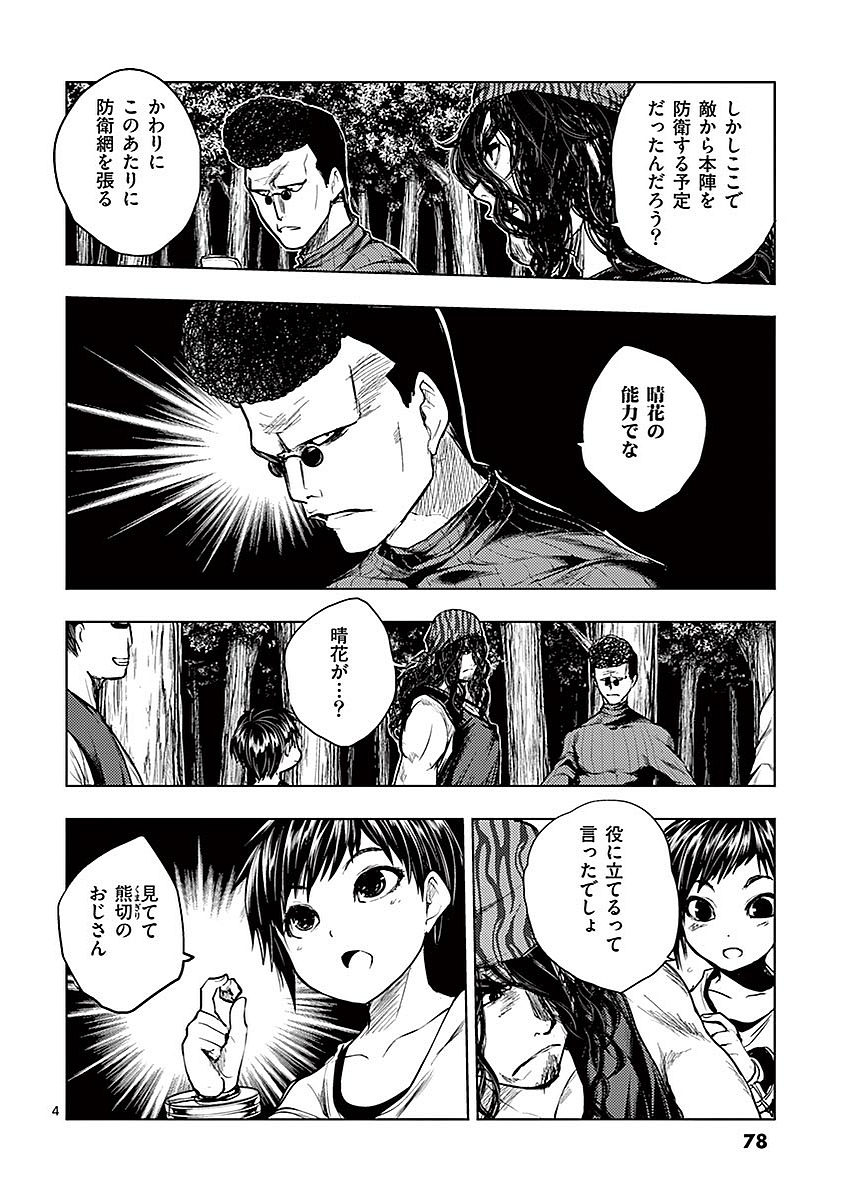 しかしここで
敵から本陣を
防衛する予定
だったんだろう？
かわりに
このあたりに
防衛網を張る
晴花の
能力でな
晴花が…？
役に立てるって
言ったでしょ
見てて
熊切の
くまきり
おじさん
4
78